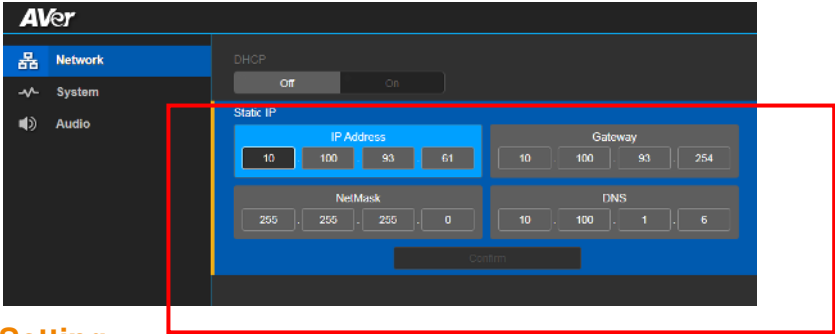 AVer
Network
System
Audio
DHCP
Off On
Static IP
IP Address
10 . 100 . 93 . 61
Gateway
10 . 100 . 93 . 254
NetMask
255 . 255 . 255 . 0
DNS
10 . 100 . 1 . 6
Confirm